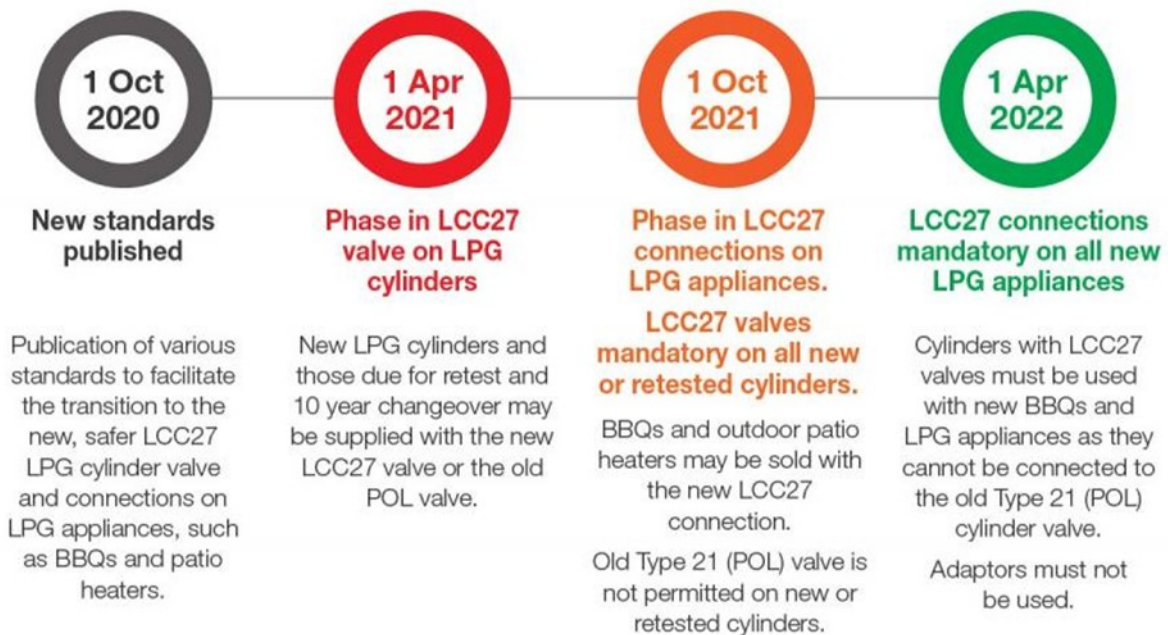 1 Oct
2020
New standards
published
Publication of various
standards to facilitate
the transition to the
new, safer LCC27
LPG cylinder valve
and connections on
LPG appliances, such
as BBQs and patio
heaters.
1 Apr
2021
Phase in LCC27
valve on LPG
cylinders
New LPG cylinders and
those due for retest and
10 year changeover may
be supplied with the new
LCC27 valve or the old
POL valve.
1 Oct
2021
Phase in LCC27
connections on
LPG appliances.
LCC27 valves
mandatory on all new
or retested cylinders.
BBQs and outdoor patio
heaters may be sold with
the new LCC27
connection.
Old Type 21 (POL) valve is
not permitted on new or
retested cylinders.
1 Apr
2022
LCC27 connections
mandatory on all new
LPG appliances
Cylinders with LCC27
valves must be used
with new BBQs and
LPG appliances as they
cannot be connected to
the old Type 21 (POL)
cylinder valve.
Adaptors must not
be used.